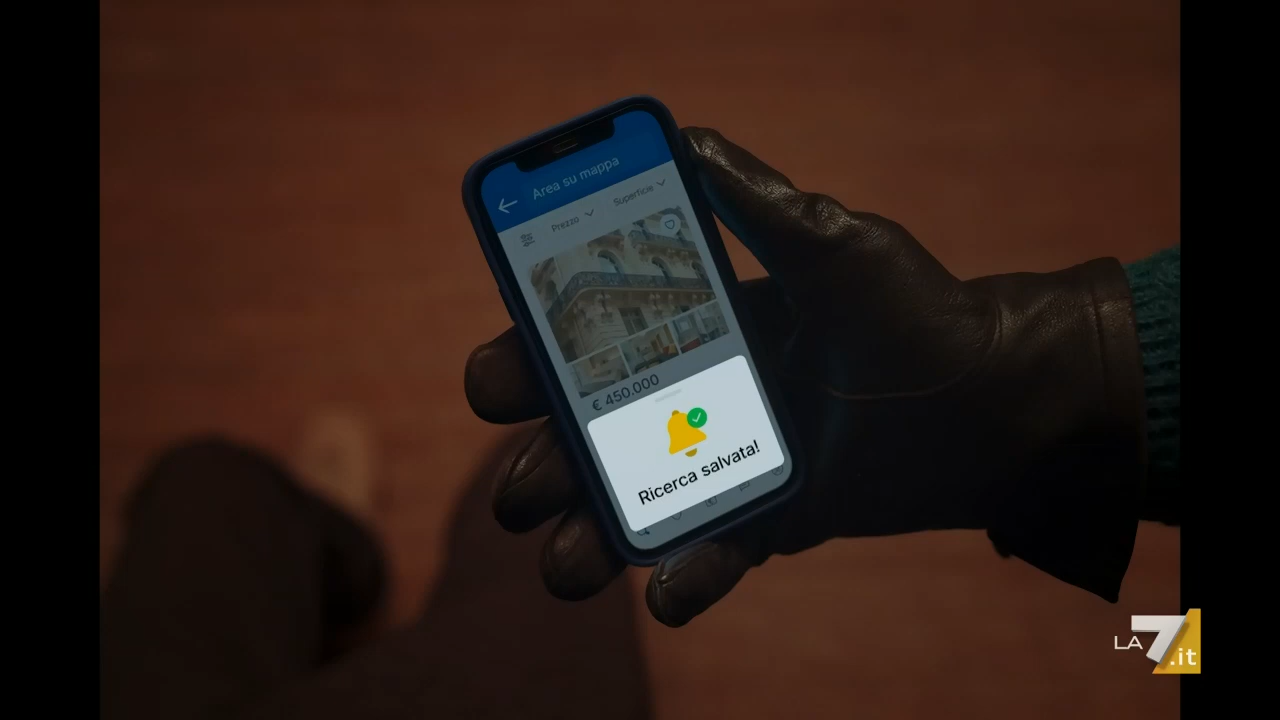 Area su mappa
Prezzo
Superficie
€ 450.000
Ricerca salvata!
LA7.it